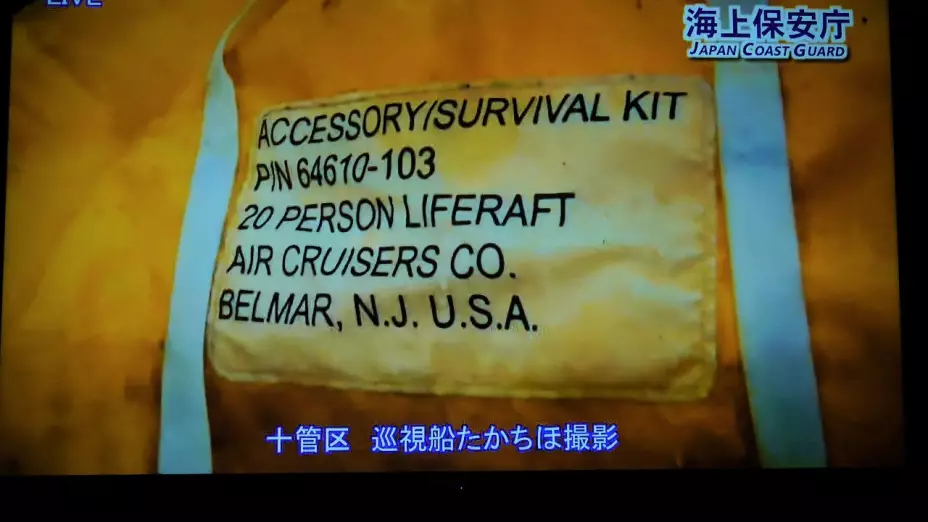 LIVE
海上保安庁
JAPAN COAST GUARD
ACCESSORY/SURVIVAL KIT
P/N 64610-103
20 PERSON LIFERAFT
AIR CRUISERS CO.
BELMAR, N.J. U.S.A.
十管区 巡視船たかちほ撮影